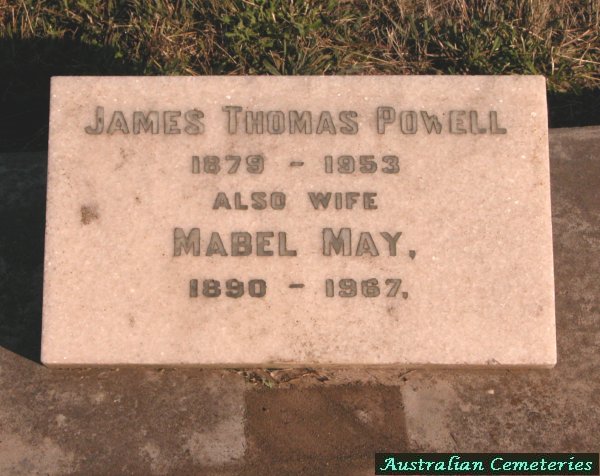 JAMES THOMAS POWELL
1879 - 1953
ALSO WIFE
MABEL MAY,
1890 - 1967.
Australian Cemeteries